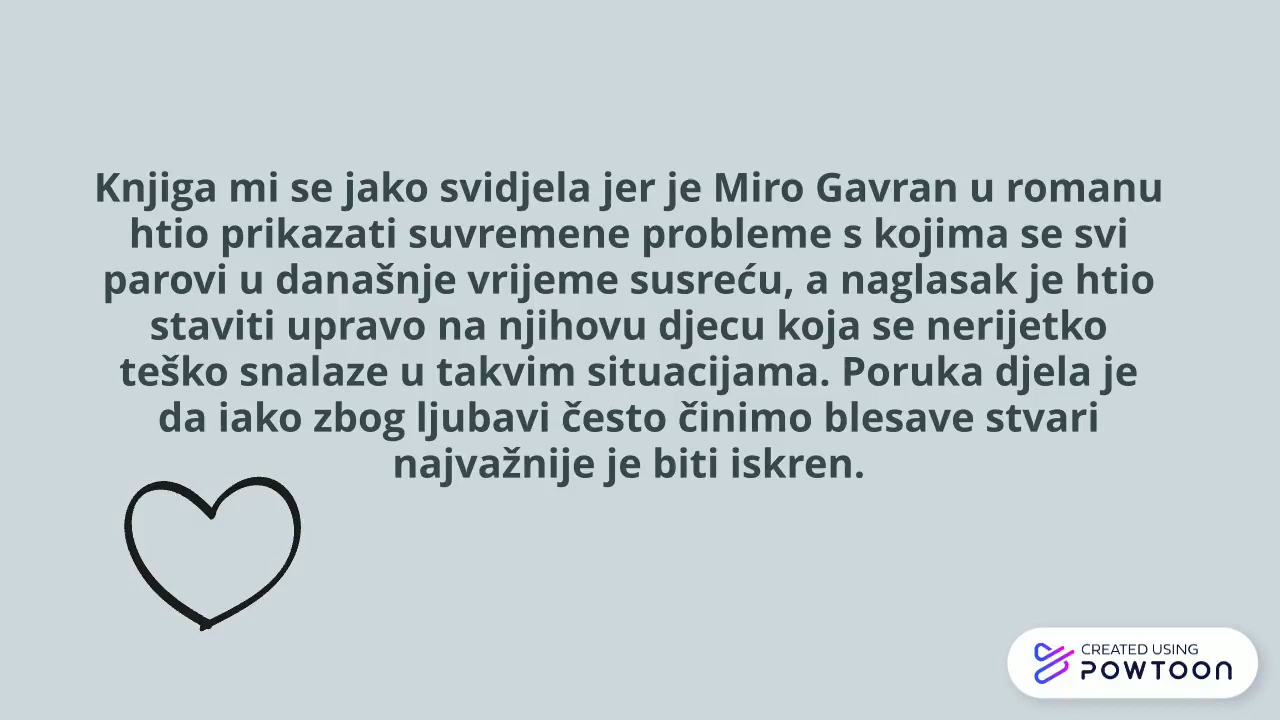 Knjiga mi se jako svidjela jer je Miro Gavran u romanu
htio prikazati suvremene probleme s kojima se svi
parovi u današnje vrijeme susreću, a naglasak je htio
staviti upravo na njihovu djecu koja se nerijetko
teško snalaze u takvim situacijama. Poruka djela je
da iako zbog ljubavi često činimo blesave stvari
najvažnije je biti iskren.
CREATED USING
POWTOON